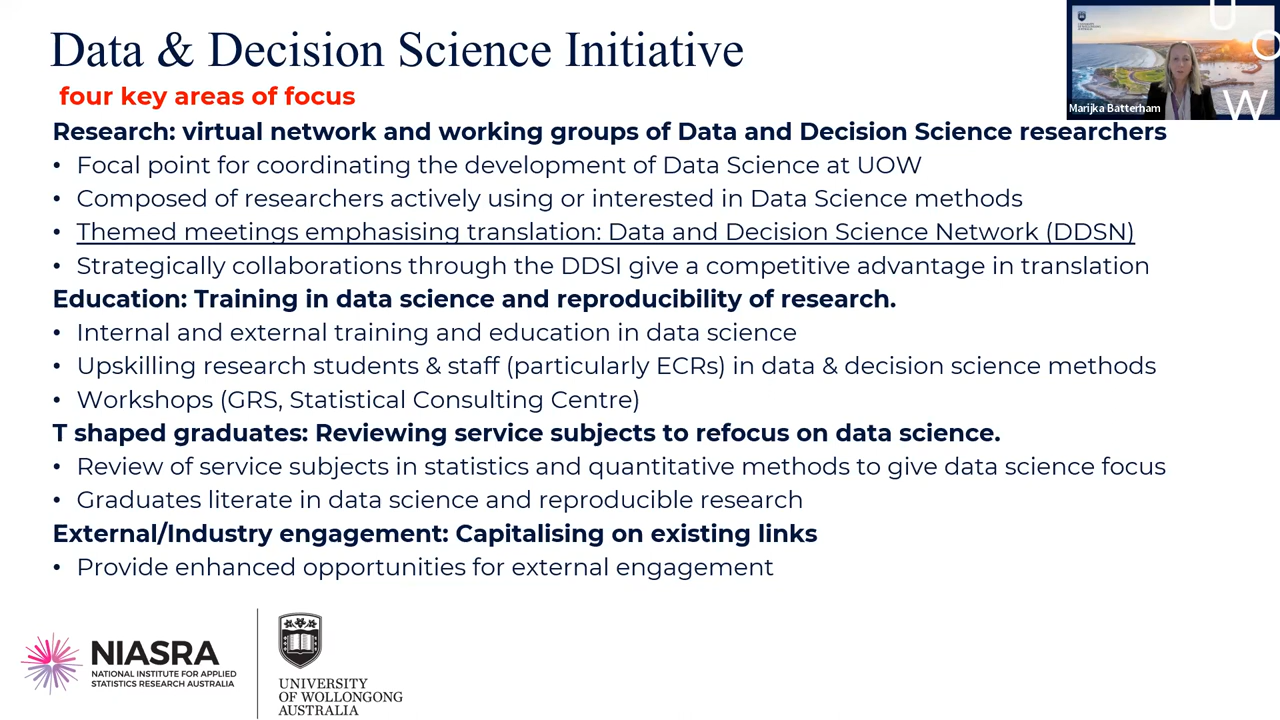 Data & Decision Science Initiative
four key areas of focus
Research: virtual network and working groups of Data and Decision Science researchers
• Focal point for coordinating the development of Data Science at UOW
• Composed of researchers actively using or interested in Data Science methods
• Themed meetings emphasising translation: Data and Decision Science Network (DDSN)
• Strategically collaborations through the DDSI give a competitive advantage in translation
Education: Training in data science and reproducibility of research.
• Internal and external training and education in data science
• Upskilling research students & staff (particularly ECRs) in data & decision science methods
• Workshops (GRS, Statistical Consulting Centre)
T shaped graduates: Reviewing service subjects to refocus on data science.
• Review of service subjects in statistics and quantitative methods to give data science focus
• Graduates literate in data science and reproducible research
External/Industry engagement: Capitalising on existing links
• Provide enhanced opportunities for external engagement
NIASRA
NATIONAL INSTITUTE FOR APPLIED
STATISTICS RESEARCH AUSTRALIA
UNIVERSITY
OF WOLLONGONG
AUSTRALIA
U
O
W
Marijka Batterham